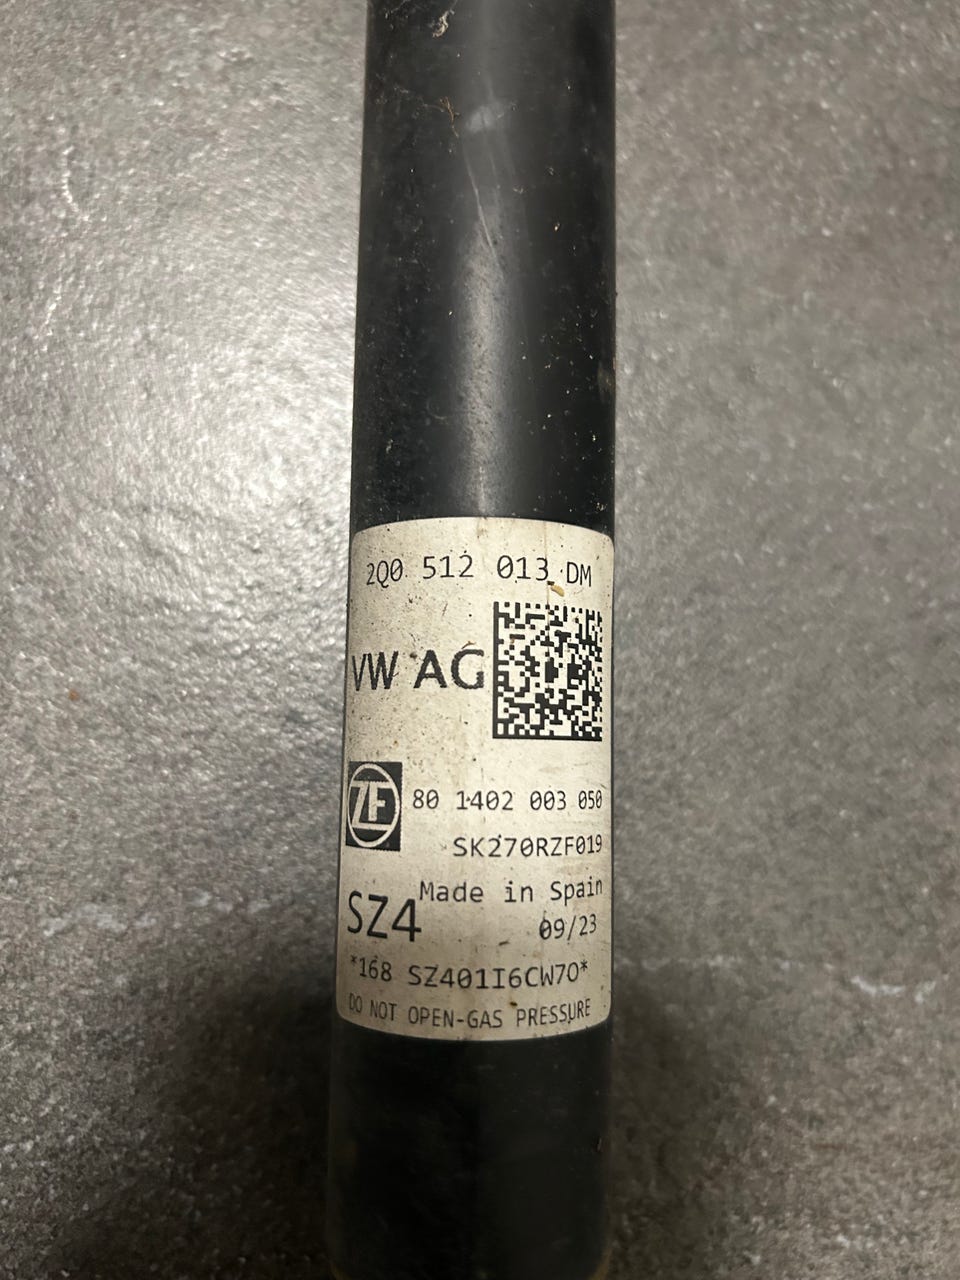 2Q0 512 013 DM
VW AG
ZF
80 1402 003 050
SK270RZF019
Made in Spain
SZ4
09/23
*168 SZ401I6CW7O*
DO NOT OPEN-GAS PRESSURE